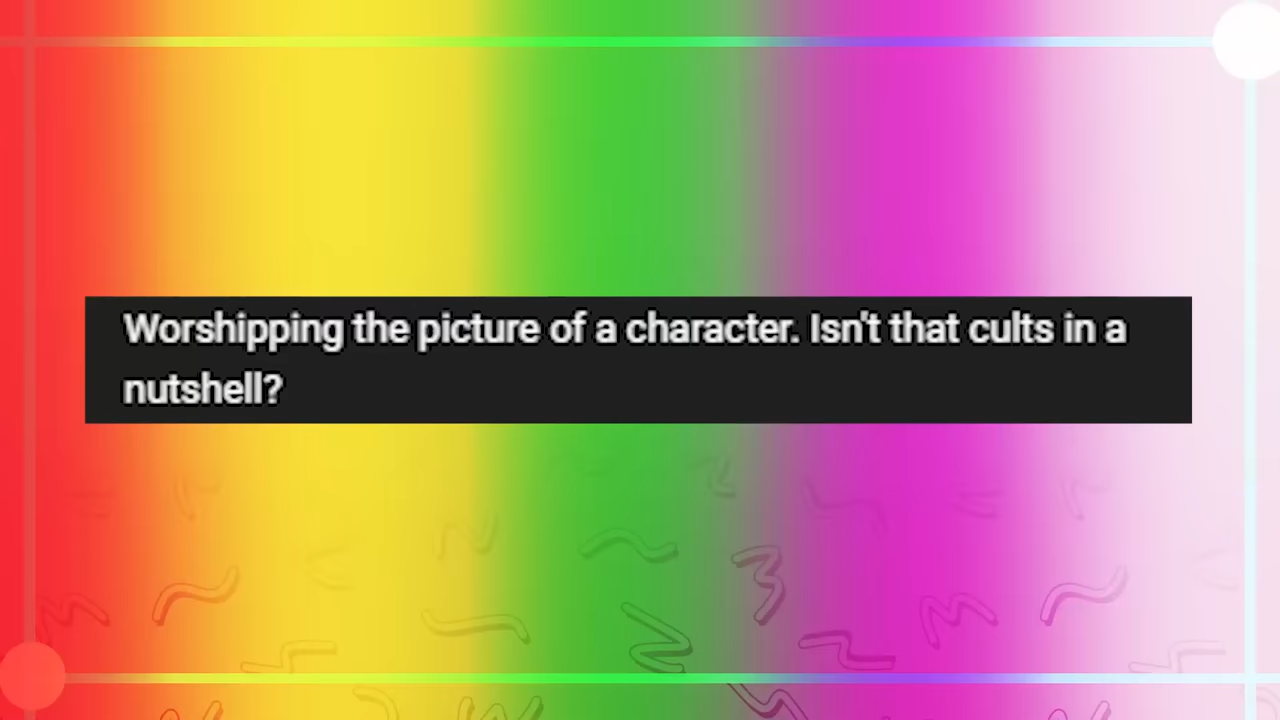 Worshipping the picture of a character. Isn't that cults in a
nutshell?